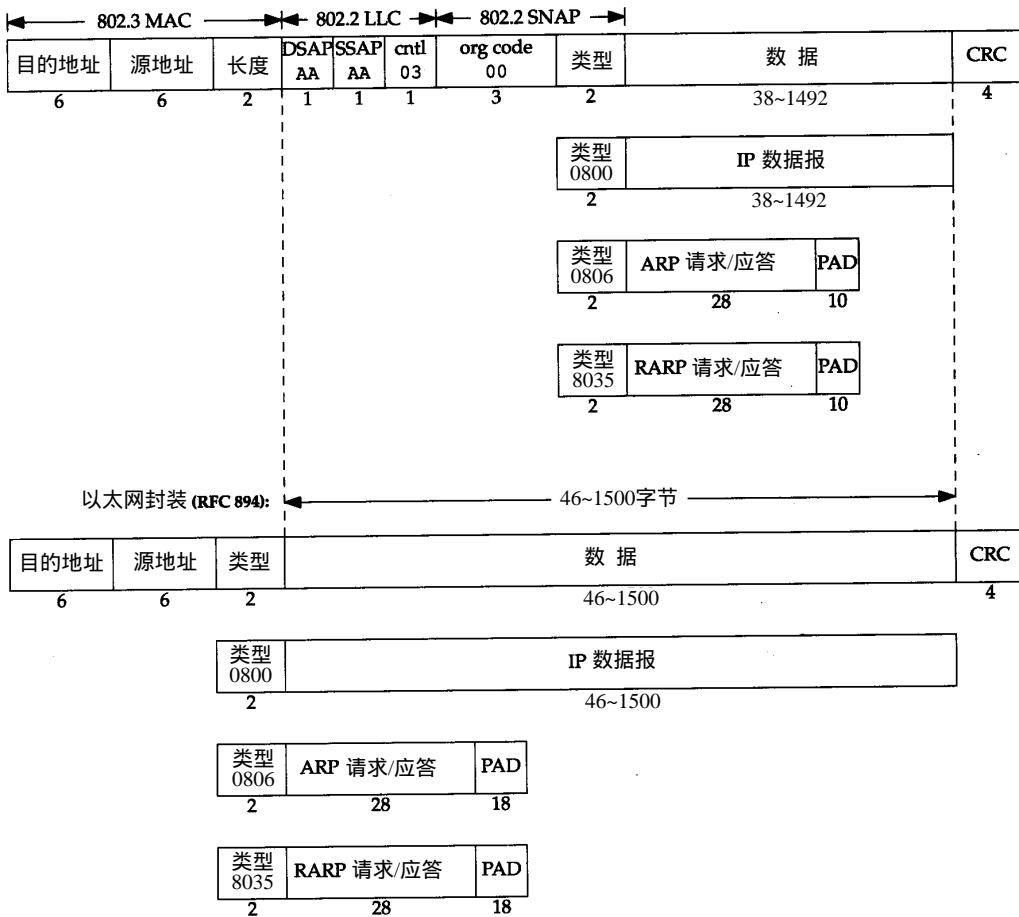 802.3 MAC 802.2 LLC 802.2 SNAP
目的地址 源地址 长度 DSAP AA SSAP AA cntl 03 org code 00 类型 数 据 CRC
6 6 2 1 1 1 3 2 38~1492 4
类型 0800 IP 数据报
2 38~1492
类型 0806 ARP 请求/应答 PAD
2 28 10
类型 8035 RARP 请求/应答 PAD
2 28 10
以太网封装 (RFC 894): 46~1500字节
目的地址 源地址 类型 数 据 CRC
6 6 2 46~1500 4
类型 0800 IP 数据报
2 46~1500
类型 0806 ARP 请求/应答 PAD
2 28 18
类型 8035 RARP 请求/应答 PAD
2 28 18